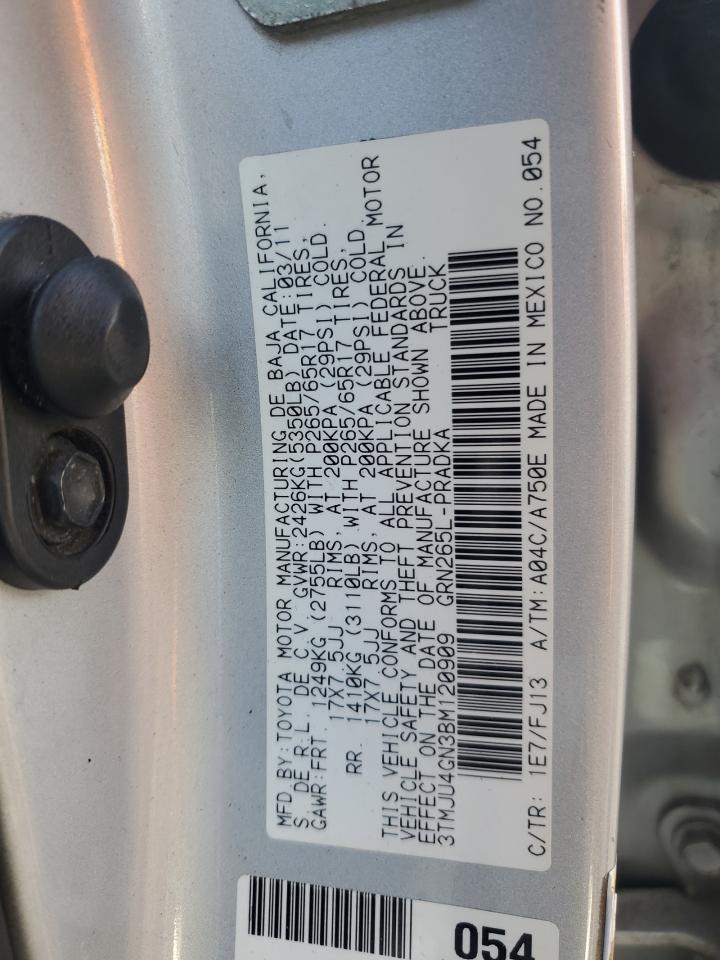 MFD.BY:TOYOTA MOTOR MANUFACTURING DE BAJA CALIFORNIA,
S. DE R.L. DE C.V. GVWR:2426KG(5350LB) DATE:03/11
GAWR:FRT. 1249KG (2755LB) WITH P265/65R17 TIRES,
17X7.5JJ RIMS, AT 200KPA (29PSI) COLD.
RR. 1410KG (3110LB) WITH P265/65R17 TIRES,
17X7.5JJ RIMS, AT 200KPA (29PSI) COLD.
THIS VEHICLE CONFORMS TO ALL APPLICABLE FEDERAL MOTOR
VEHICLE SAFETY AND THEFT PREVENTION STANDARDS IN
EFFECT ON THE DATE OF MANUFACTURE SHOWN ABOVE.
3TMJU4GN3BM120909 GRN265L-PRADKA TRUCK
C/TR: 1E7/FJ13 A/TM:A04C/A750E MADE IN MEXICO NO.054
054